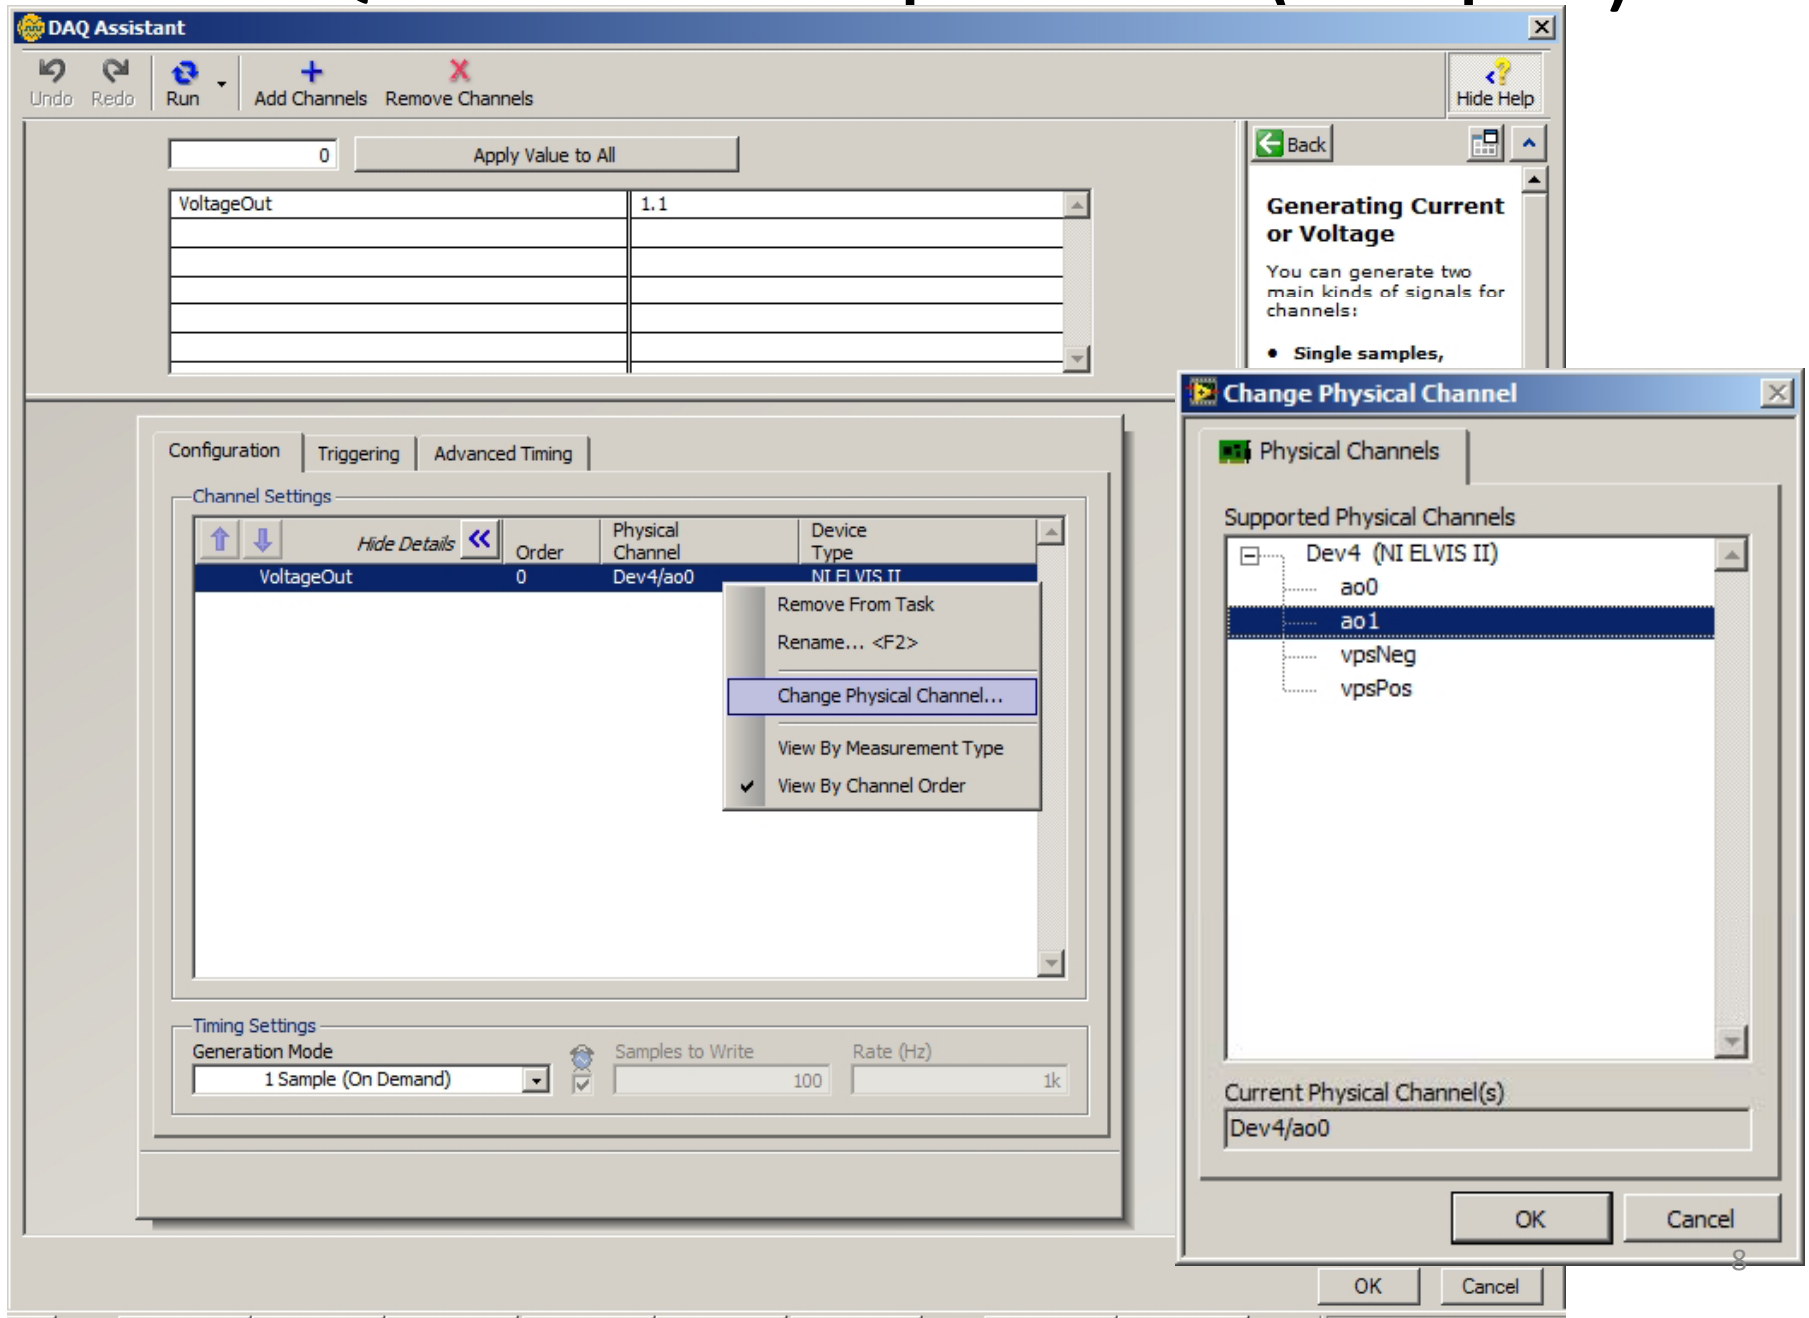 DAQ Assistant
Undo Redo Run Add Channels Remove Channels Hide Help
0 Apply Value to All
VoltageOut 1.1
Back
Generating Current
or Voltage
You can generate two
main kinds of signals for
channels:
• Single samples,
Configuration Triggering Advanced Timing
Channel Settings
Hide Details Order Physical Channel Device Type
VoltageOut 0 Dev4/ao0 NI ELVIS II
Remove From Task
Rename... <F2>
Change Physical Channel...
View By Measurement Type
View By Channel Order
Timing Settings
Generation Mode Samples to Write Rate (Hz)
1 Sample (On Demand) 100 1k
OK Cancel
Change Physical Channel
Physical Channels
Supported Physical Channels
Dev4 (NI ELVIS II)
ao0
ao1
vpsNeg
vpsPos
Current Physical Channel(s)
Dev4/ao0
OK Cancel
8